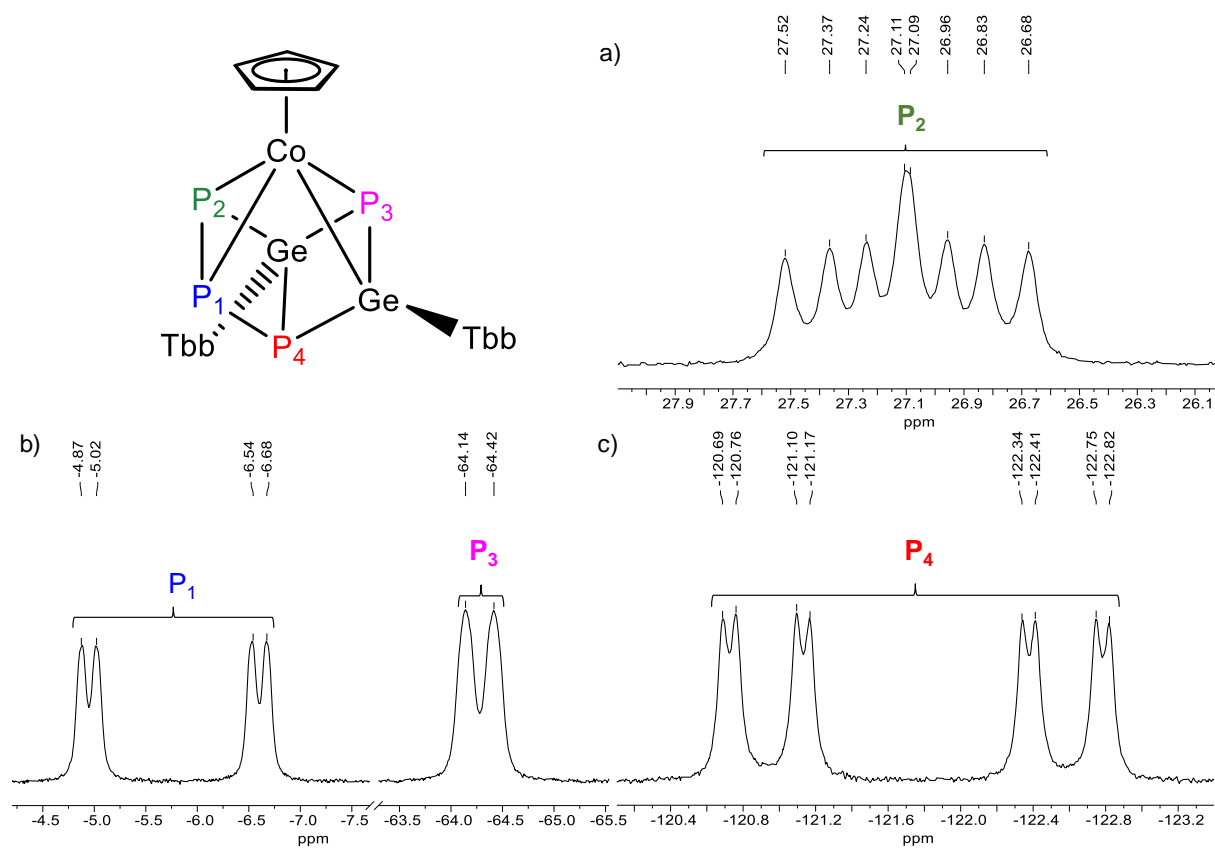 a)
27.52
27.37
27.24
27.11
27.09
26.96
26.83
26.68
P2
27.9 27.7 27.5 27.3 27.1 26.9 26.7 26.5 26.3 26.1
ppm
Co
P2
P3
Ge
P1
Ge
Tbb
P4
Tbb
b)
-4.87
-5.02
-6.54
-6.68
-64.14
-64.42
P1
P3
-4.5 -5.0 -5.5 -6.0 -6.5 -7.0 -7.5 -63.5 -64.0 -64.5 -65.0 -65.5
ppm
c)
-120.69
-120.76
-121.10
-121.17
-122.34
-122.41
-122.75
-122.82
P4
-120.4 -120.8 -121.2 -121.6 -122.0 -122.4 -122.8 -123.2
ppm